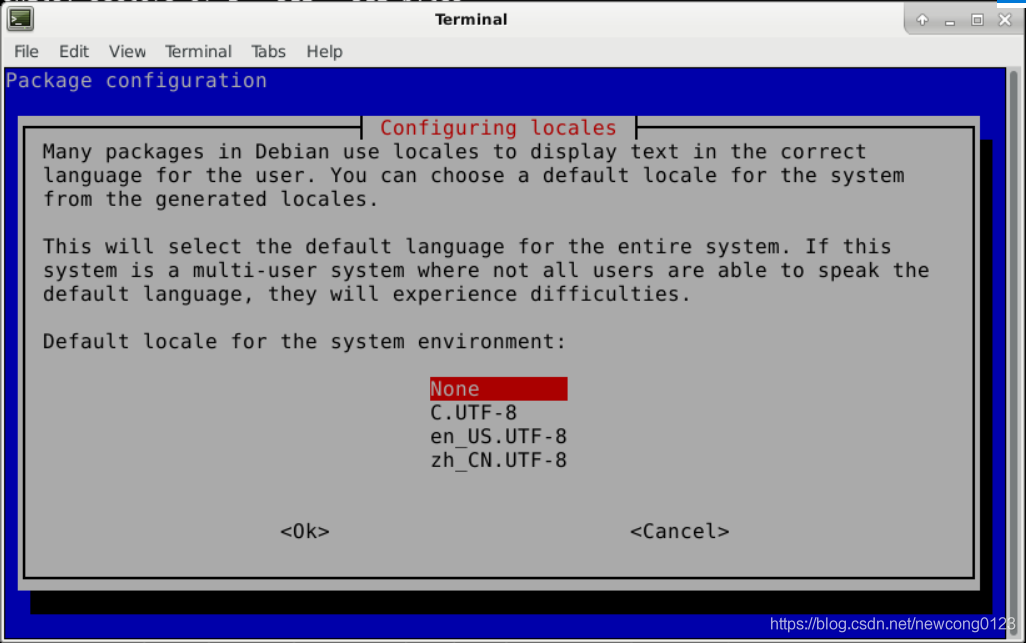 Terminal
File Edit View Terminal Tabs Help
Package configuration
Configuring locales
Many packages in Debian use locales to display text in the correct
language for the user. You can choose a default locale for the system
from the generated locales.
This will select the default language for the entire system. If this
system is a multi-user system where not all users are able to speak the
default language, they will experience difficulties.
Default locale for the system environment:
None
C.UTF-8
en_US.UTF-8
zh_CN.UTF-8
<Ok> <Cancel>
https://blog.csdn.net/newcong0123